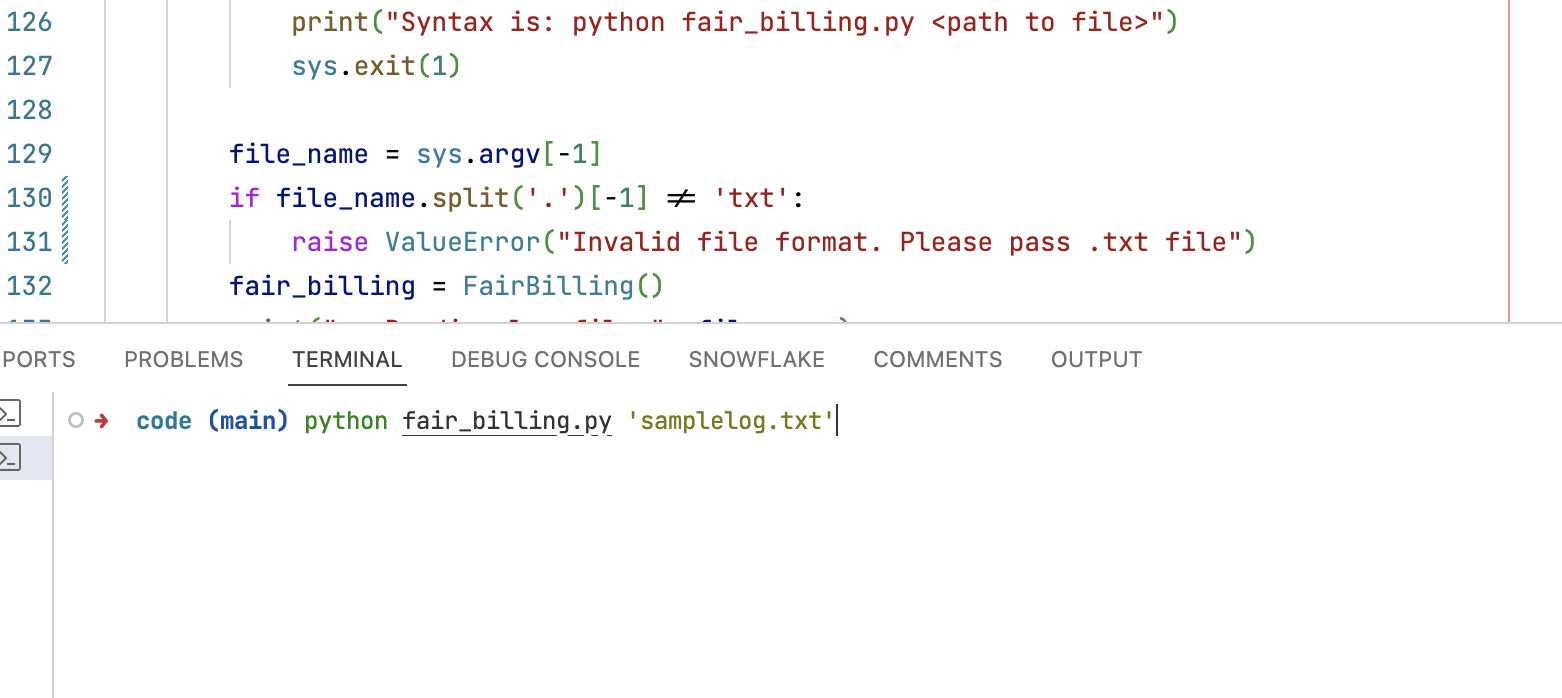 126 print("Syntax is: python fair_billing.py <path to file>")
127 sys.exit(1)
128
129 file_name = sys.argv[-1]
130 if file_name.split('.')[-1] != 'txt':
131 raise ValueError("Invalid file format. Please pass .txt file")
132 fair_billing = FairBilling()
PORTS PROBLEMS TERMINAL DEBUG CONSOLE SNOWFLAKE COMMENTS OUTPUT
➜ code (main) python fair_billing.py 'samplelog.txt'